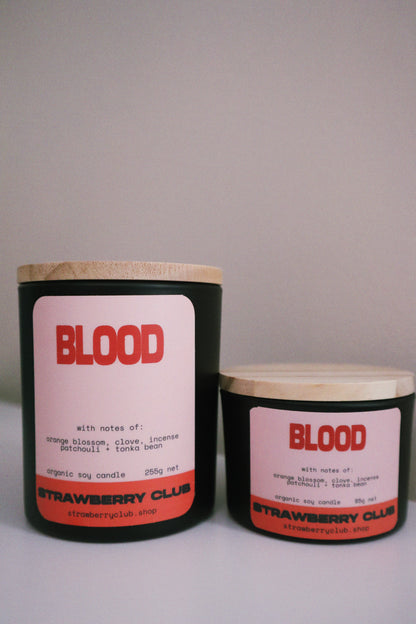 BLOOD
with notes of:
orange blossom, clove, incense
patchouli + tonka bean
organic soy candle 255g net
STRAWBERRY CLUB
strawberryclub.shop
BLOOD
with notes of:
orange blossom, clove, incense
patchouli + tonka bean
organic soy candle 85g net
STRAWBERRY CLUB
strawberryclub.shop